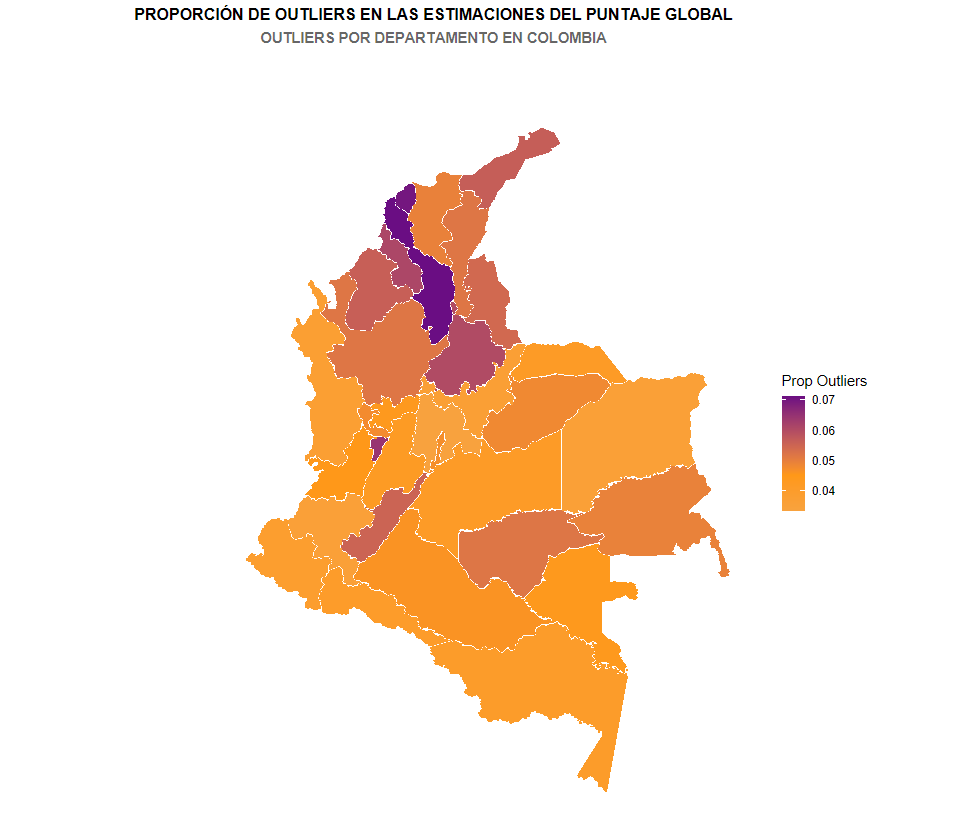 PROPORCIÓN DE OUTLIERS EN LAS ESTIMACIONES DEL PUNTAJE GLOBAL
OUTLIERS POR DEPARTAMENTO EN COLOMBIA
Prop Outliers
0.07
0.06
0.05
0.04